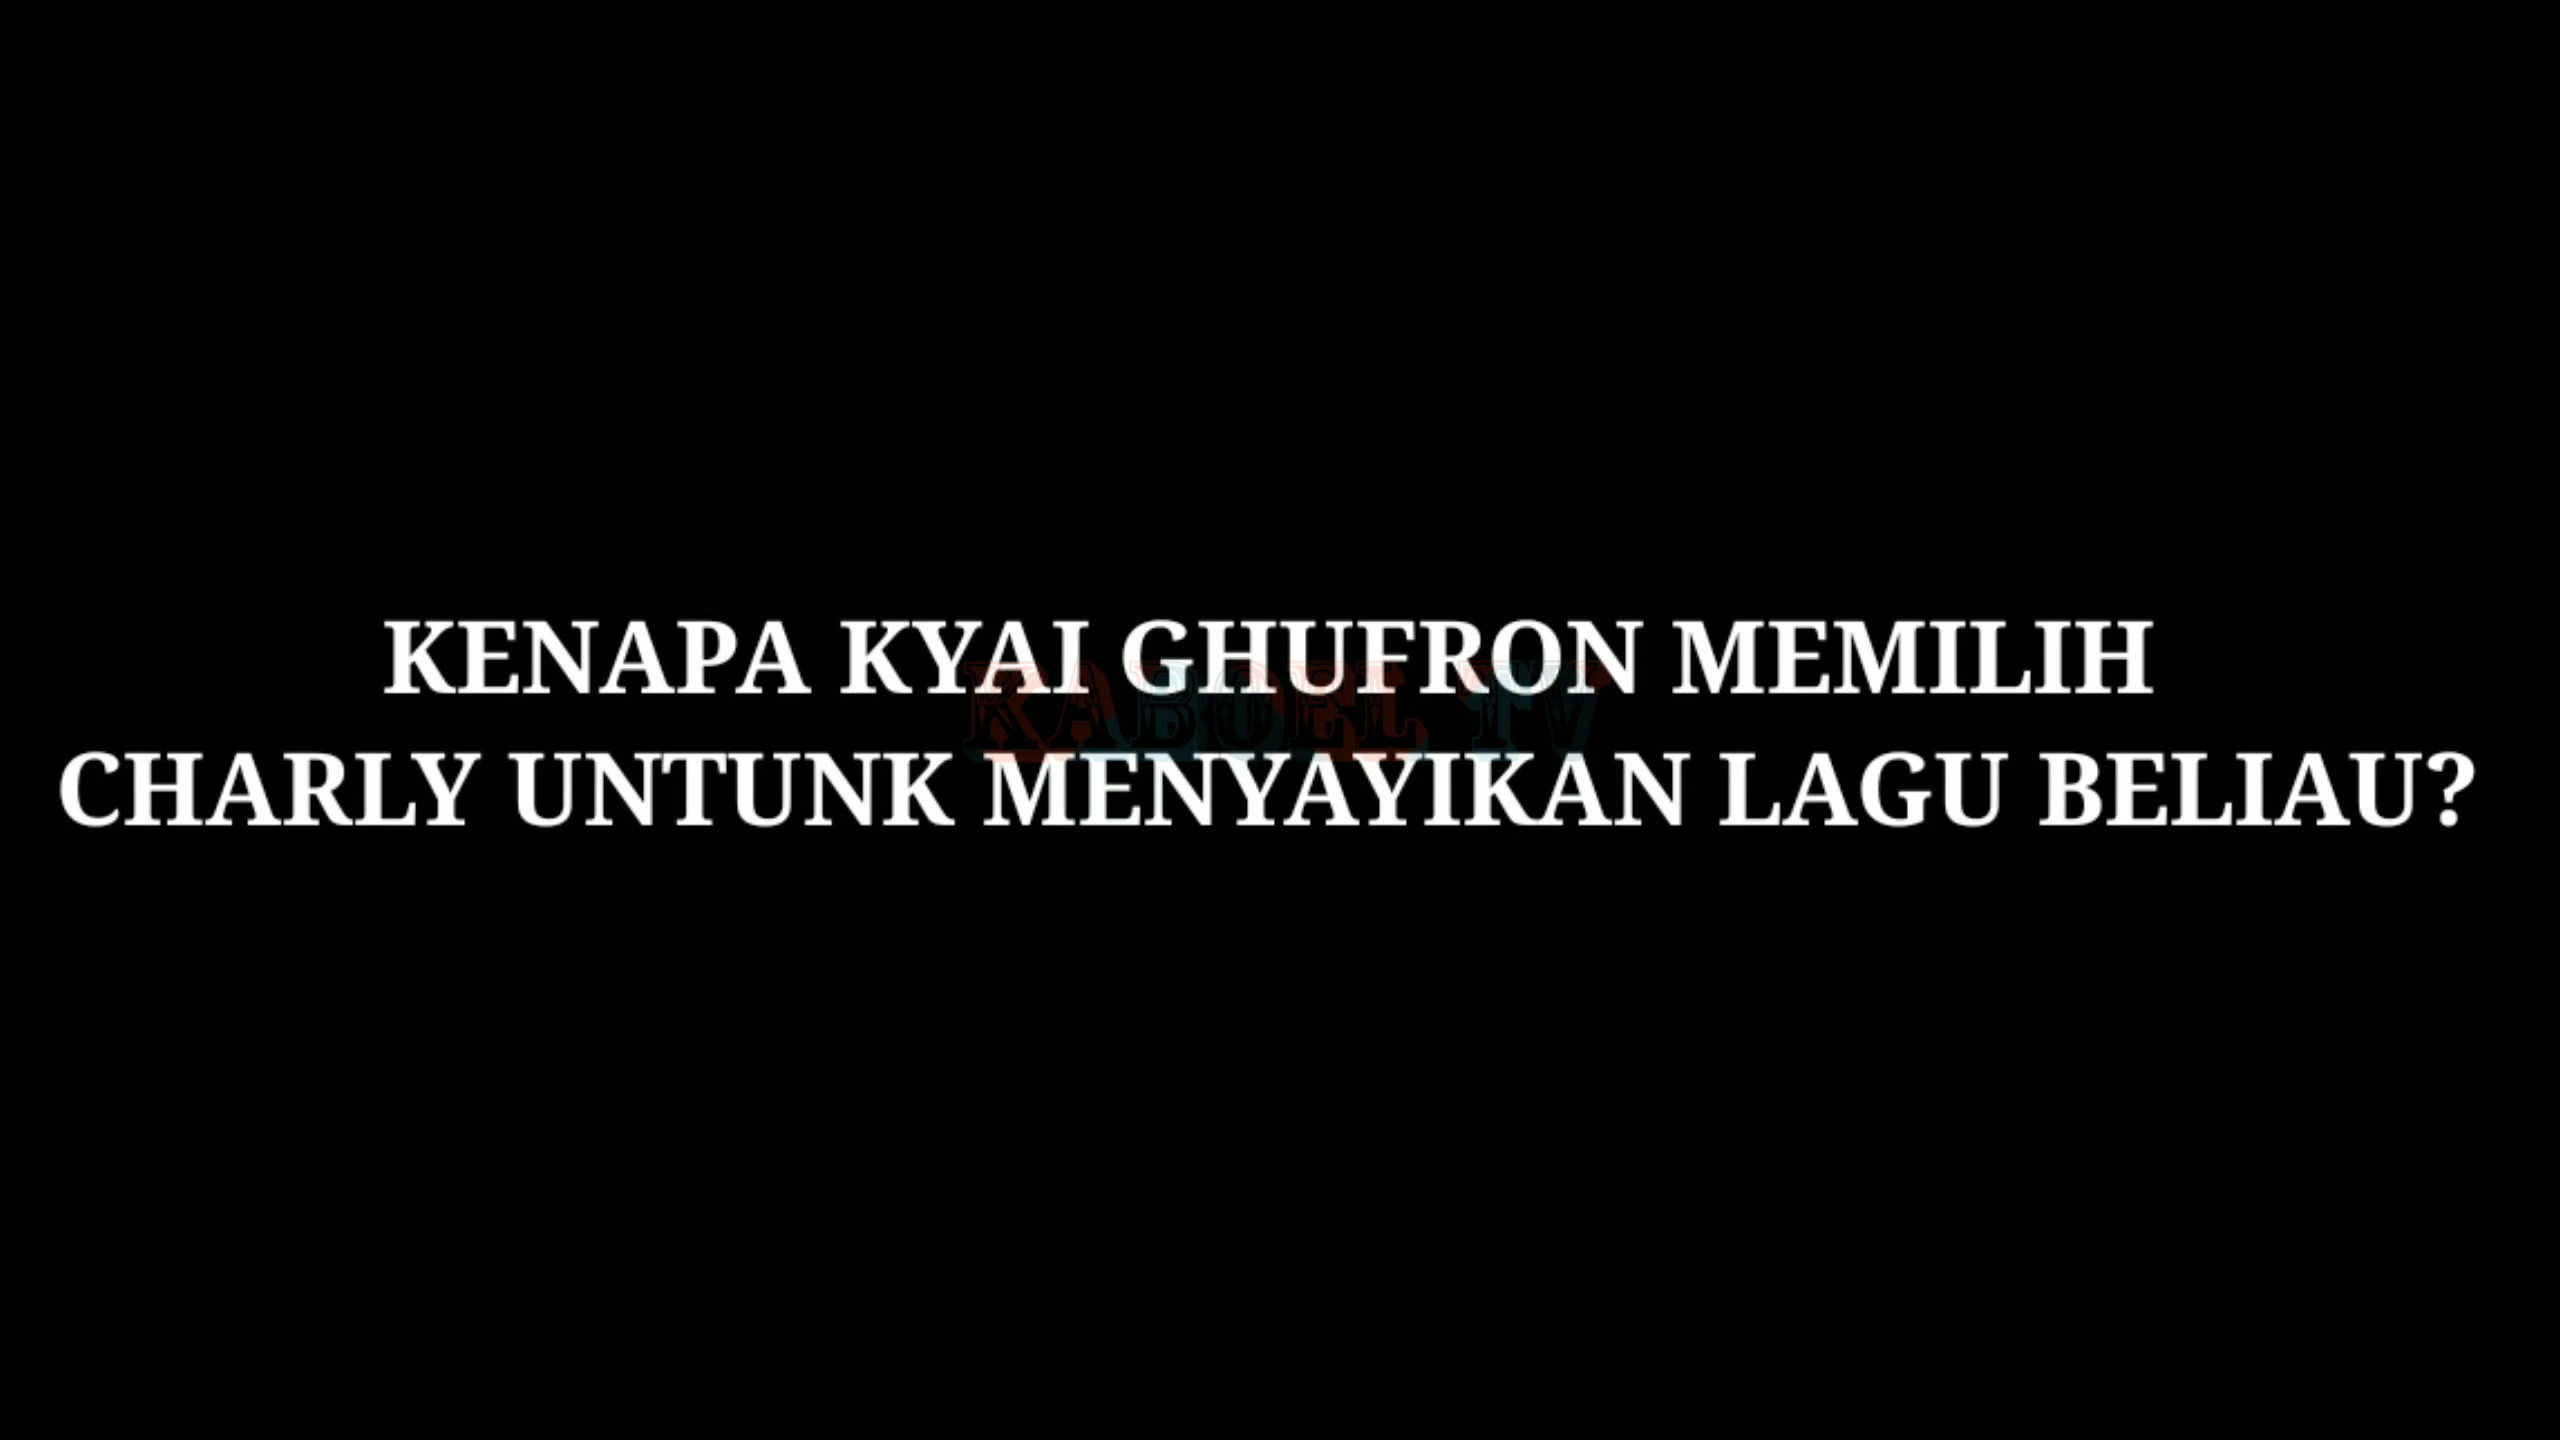 KENAPA KYAI GHUFRON MEMILIH
KABOEL TV
CHARLY UNTUNK MENYAYIKAN LAGU BELIAU?